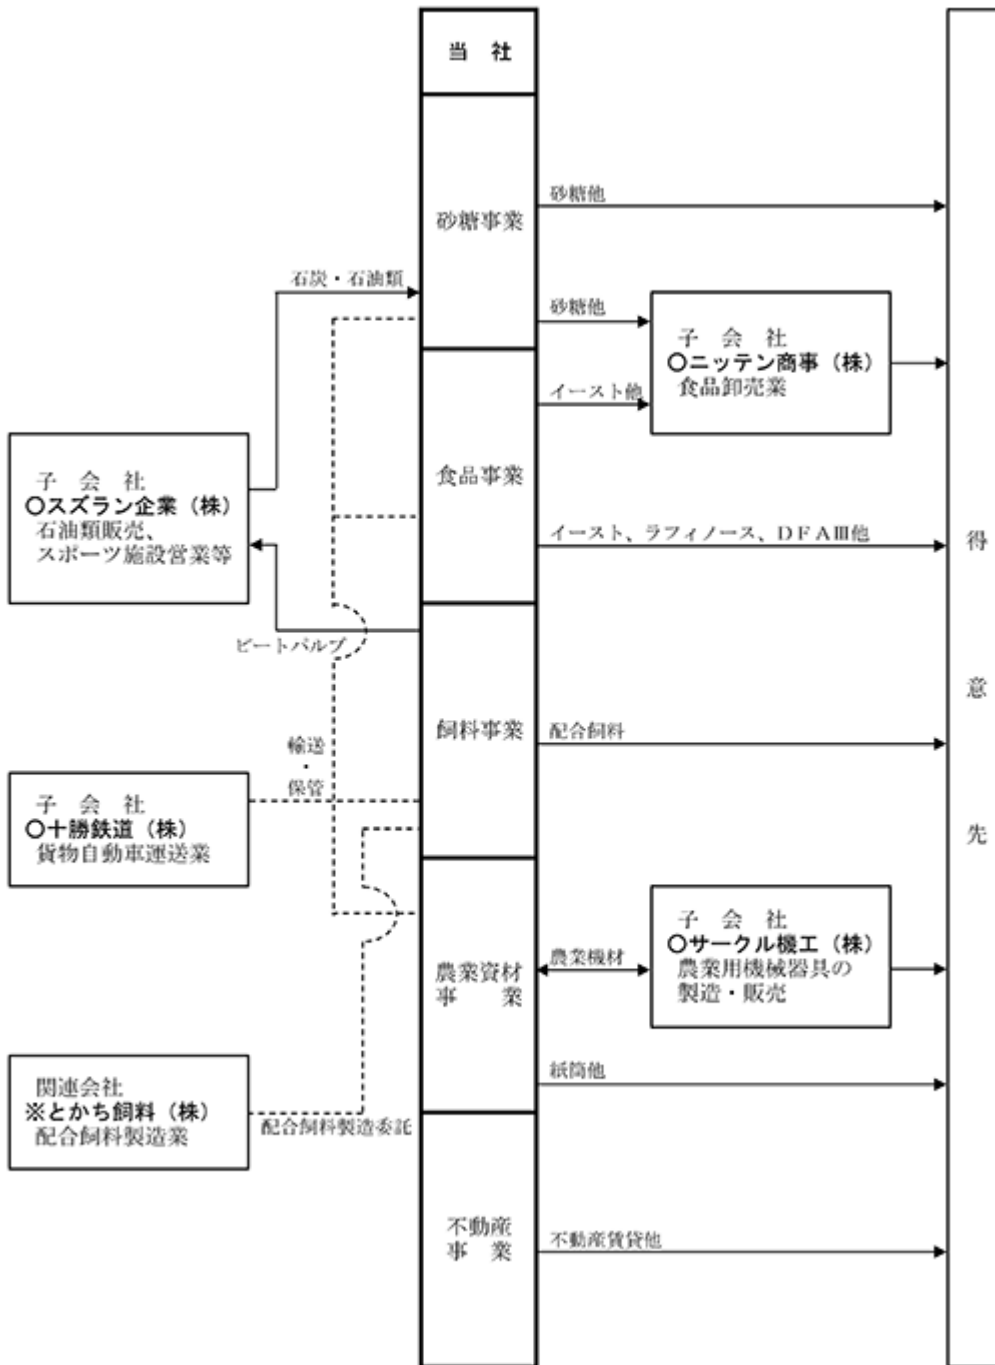 当 社
砂糖事業
砂糖他
石炭・石油類
砂糖他
子 会 社
○ニッテン商事（株）
食品卸売業
イースト他
食品事業
子 会 社
○スズラン企業（株）
石油類販売、
スポーツ施設営業等
イースト、ラフィノース、ＤＦＡⅢ他
得 意 先
ビートパルプ
飼料事業
配合飼料
輸送
・
保管
子 会 社
○十勝鉄道（株）
貨物自動車運送業
子 会 社
○サークル機工（株）
農業用機械器具の
製造・販売
農業機材
農業資材
事 業
関連会社
※とかち飼料（株）
配合飼料製造業
紙筒他
配合飼料製造委託
不動産
事 業
不動産賃貸他